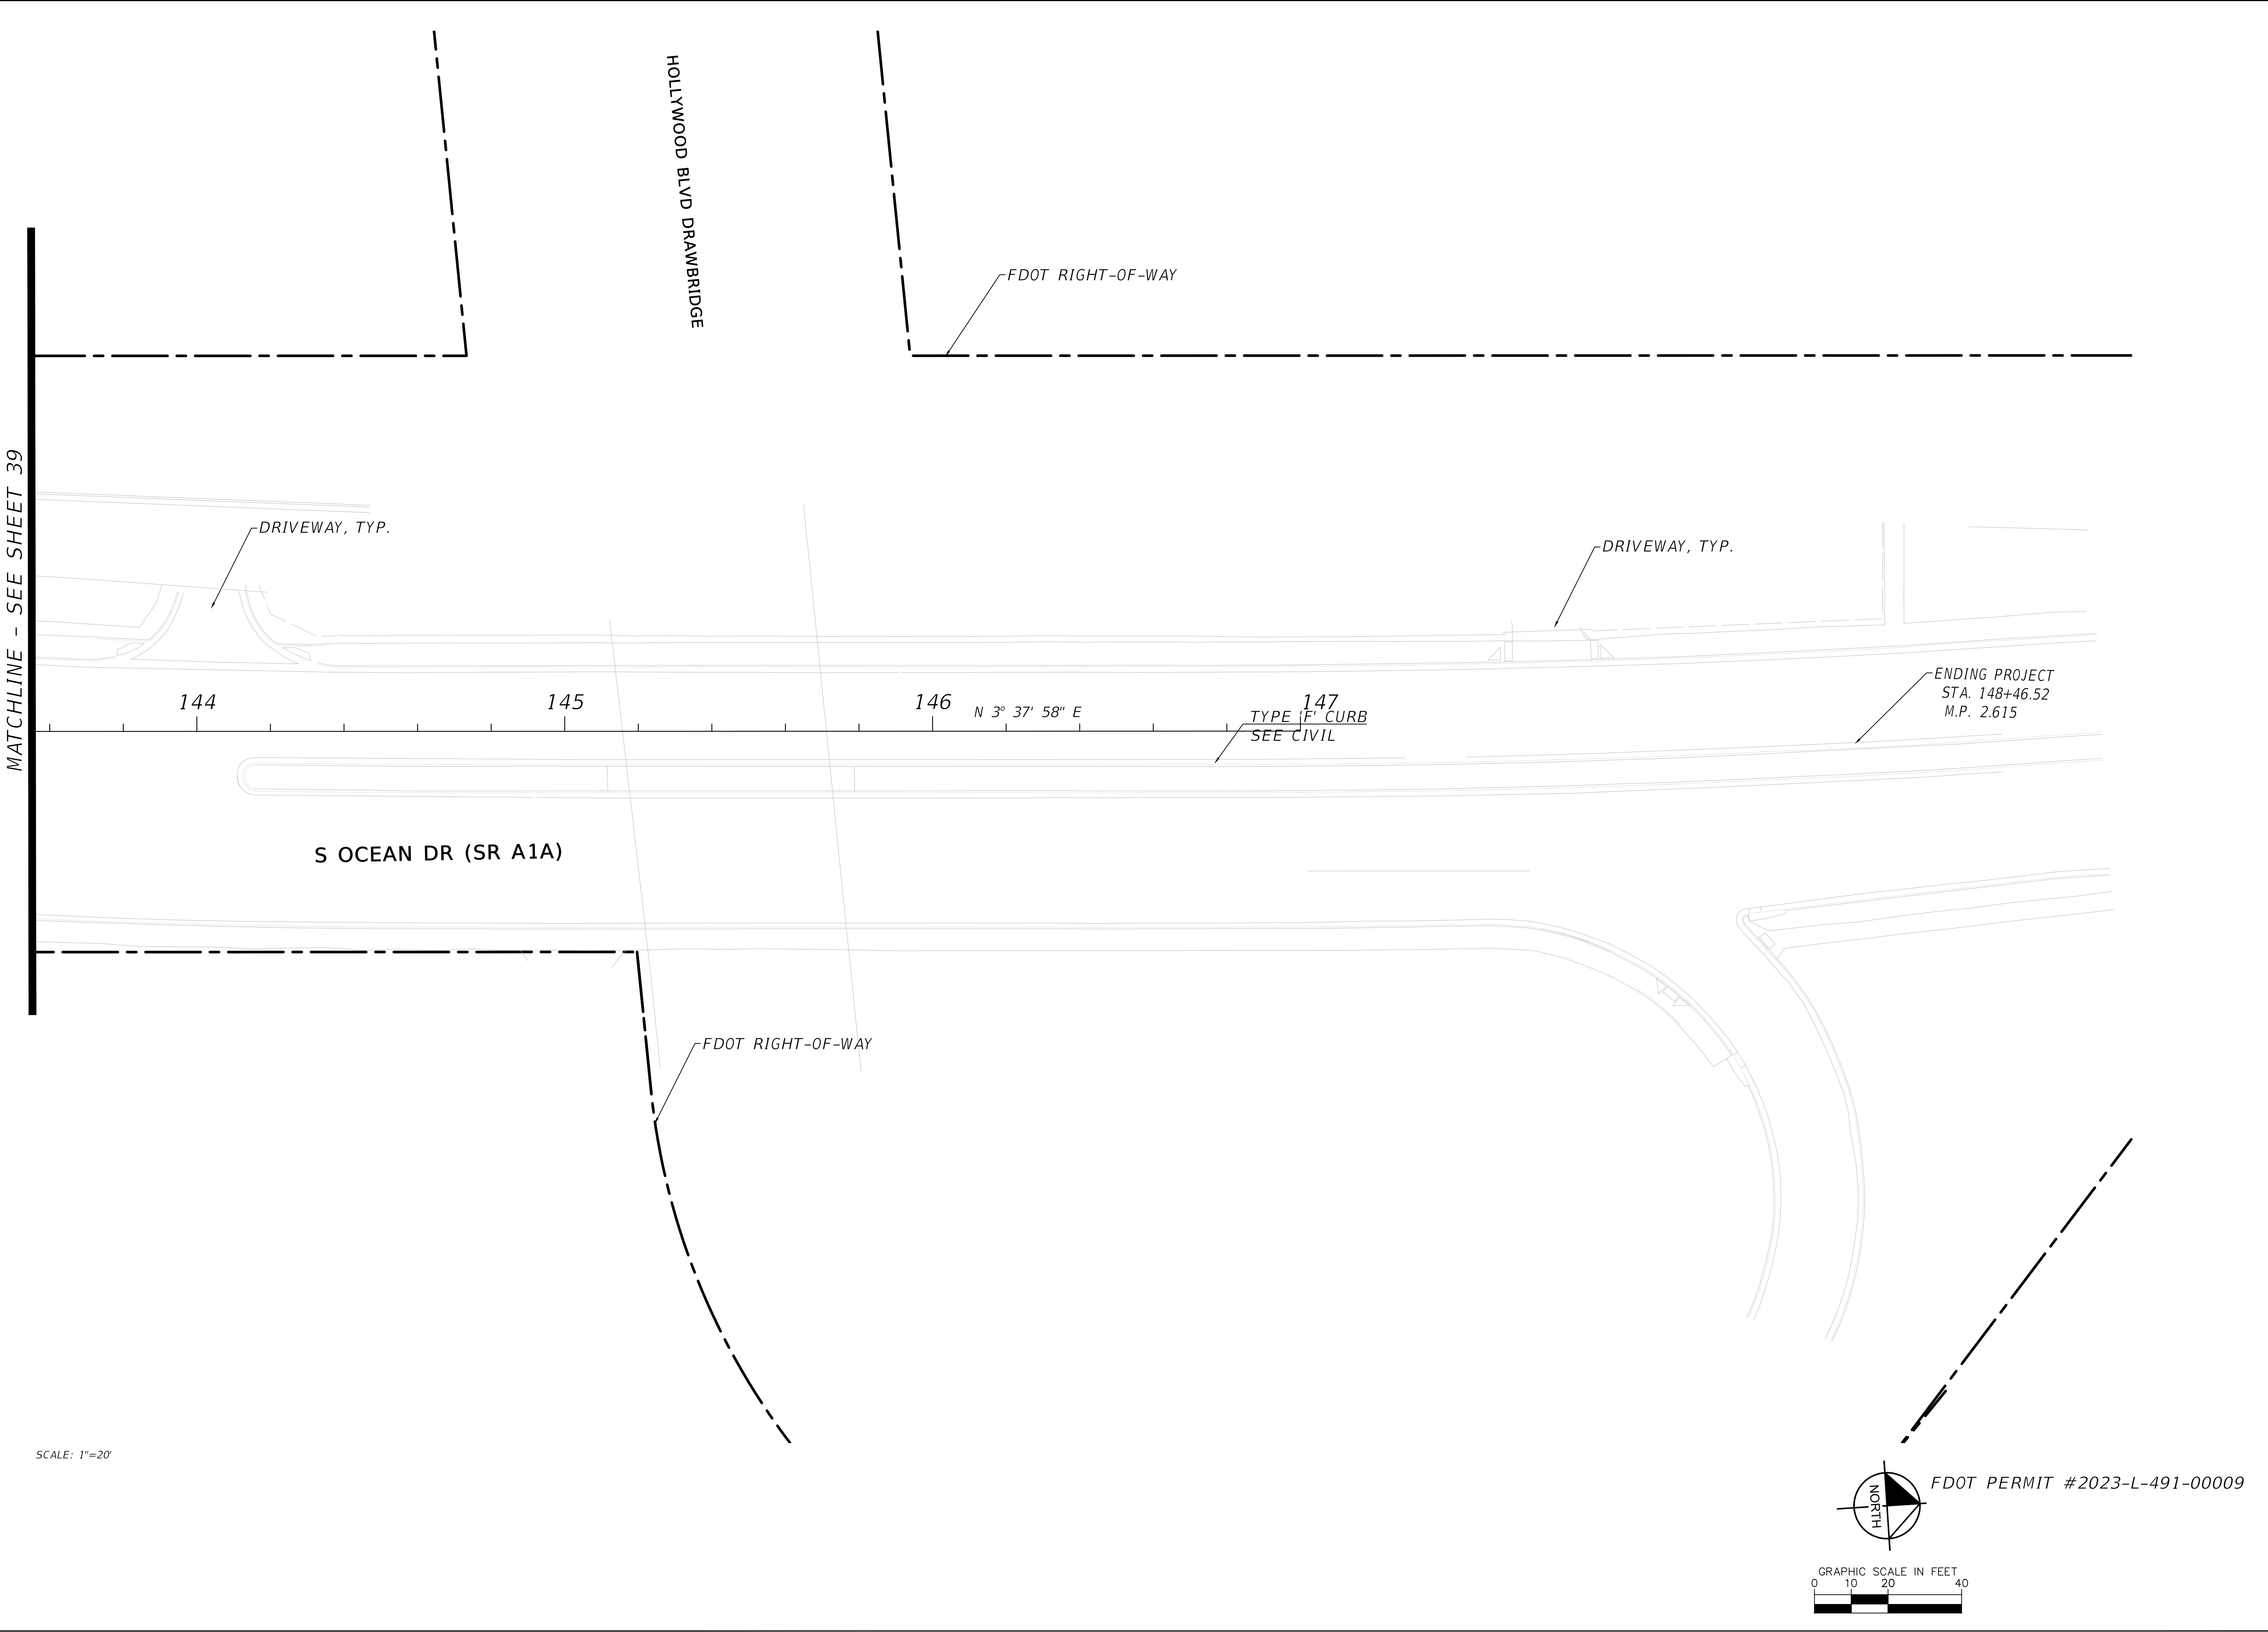 HOLLYWOOD BLVD DRAWBRIDGE
FDOT RIGHT-OF-WAY
MATCHLINE - SEE SHEET 39
DRIVEWAY, TYP.
DRIVEWAY, TYP.
144
145
146
N 3° 37' 58" E
147
TYPE 'F' CURB
SEE CIVIL
ENDING PROJECT
STA. 148+46.52
M.P. 2.615
S OCEAN DR (SR A1A)
FDOT RIGHT-OF-WAY
SCALE: 1"=20'
NORTH
FDOT PERMIT #2023-L-491-00009
GRAPHIC SCALE IN FEET
0 10 20 40